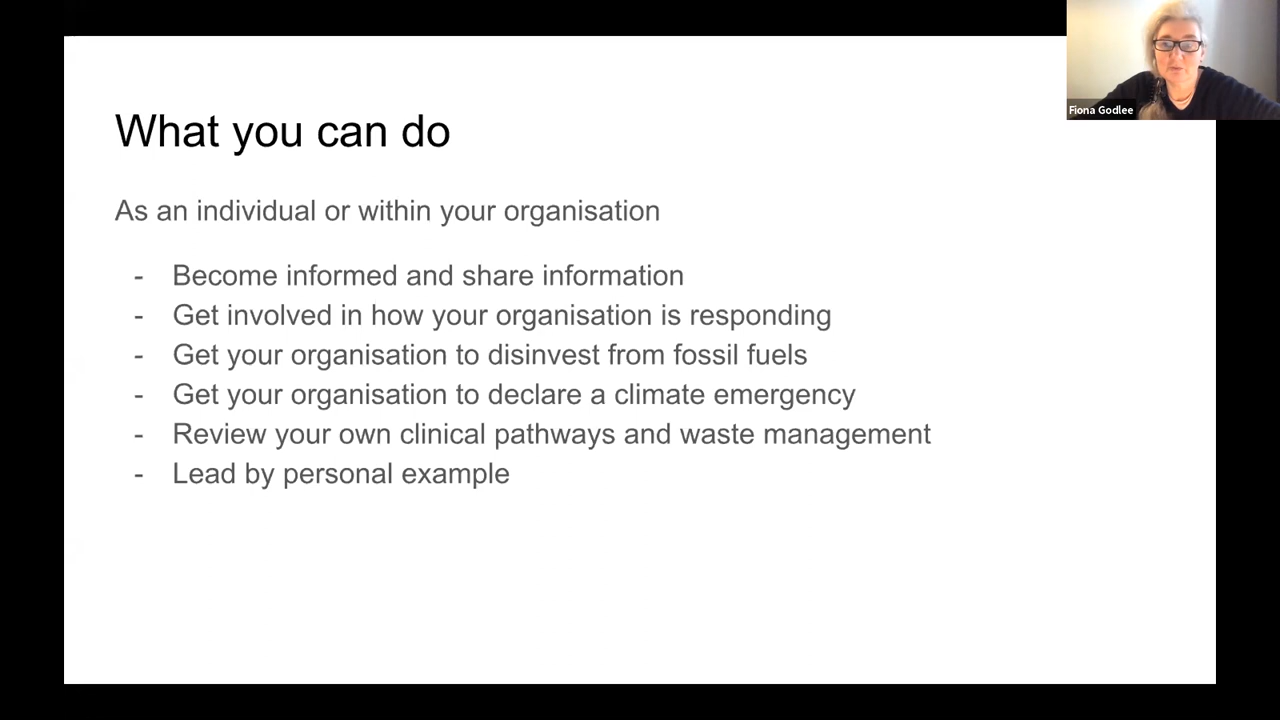 What you can do
As an individual or within your organisation
- Become informed and share information
- Get involved in how your organisation is responding
- Get your organisation to disinvest from fossil fuels
- Get your organisation to declare a climate emergency
- Review your own clinical pathways and waste management
- Lead by personal example
Fiona Godlee